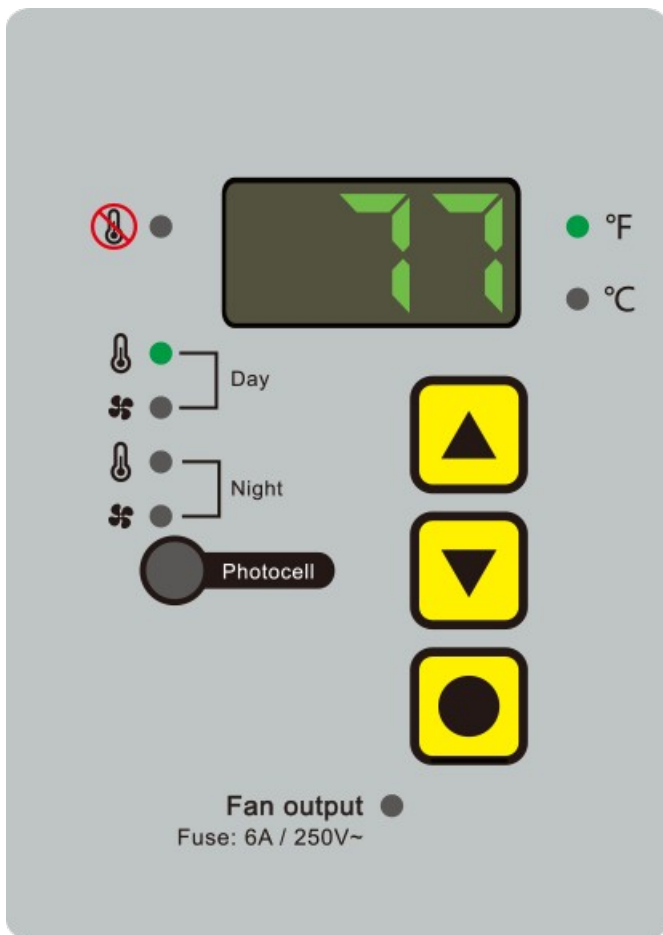 77
°F
°C
Day
Night
Photocell
Fan output
Fuse: 6A / 250V~